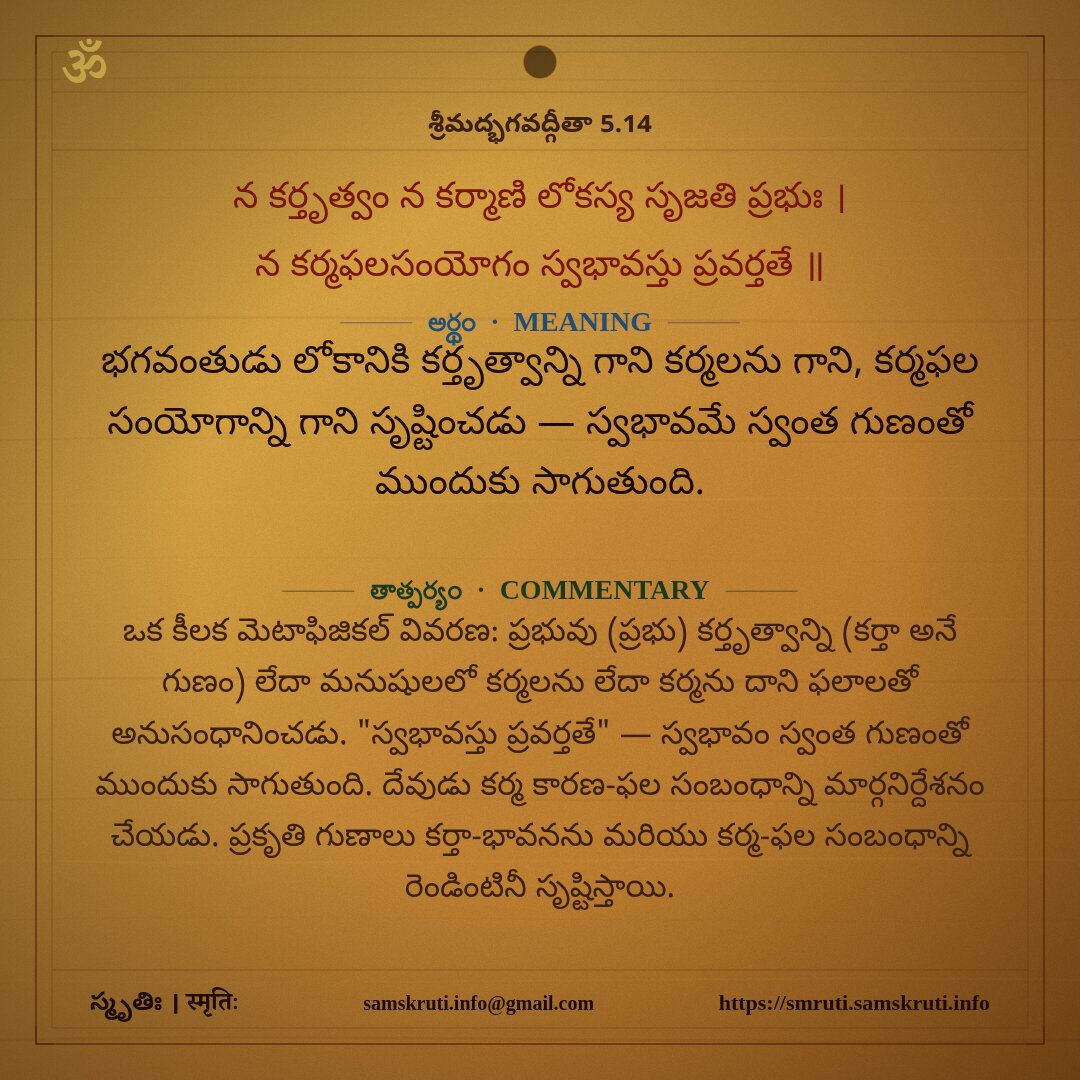 ॐ
శ్రీమద్భగవద్గీతా 5.14
న కర్తృత్వం న కర్మాణి లోకస్య సృజతి ప్రభుః |
న కర్మఫలసంయోగం స్వభావస్తు ప్రవర్తతే ||
అర్థం · MEANING
భగవంతుడు లోకానికి కర్తృత్వాన్ని గాని కర్మలను గాని, కర్మఫల
సంయోగాన్ని గాని సృష్టించడు — స్వభావమే స్వంత గుణంతో
ముందుకు సాగుతుంది.
తాత్పర్యం · COMMENTARY
ఒక కీలక మెటాఫిజికల్ వివరణ: ప్రభువు (ప్రభు) కర్తృత్వాన్ని (కర్తా అనే
గుణం) లేదా మనుషులలో కర్మలను లేదా కర్మను దాని ఫలాలతో
అనుసంధానించడు. "స్వభావస్తు ప్రవర్తతే" — స్వభావం స్వంత గుణంతో
ముందుకు సాగుతుంది. దేవుడు కర్మ కారణ-ఫల సంబంధాన్ని మార్గనిర్దేశనం
చేయడు. ప్రకృతి గుణాలు కర్తా-భావనను మరియు కర్మ-ఫల సంబంధాన్ని
రెండింటినీ సృష్టిస్తాయి.
స్మృతిః | स्मृतिः samskruti.info@gmail.com https://smruti.samskruti.info